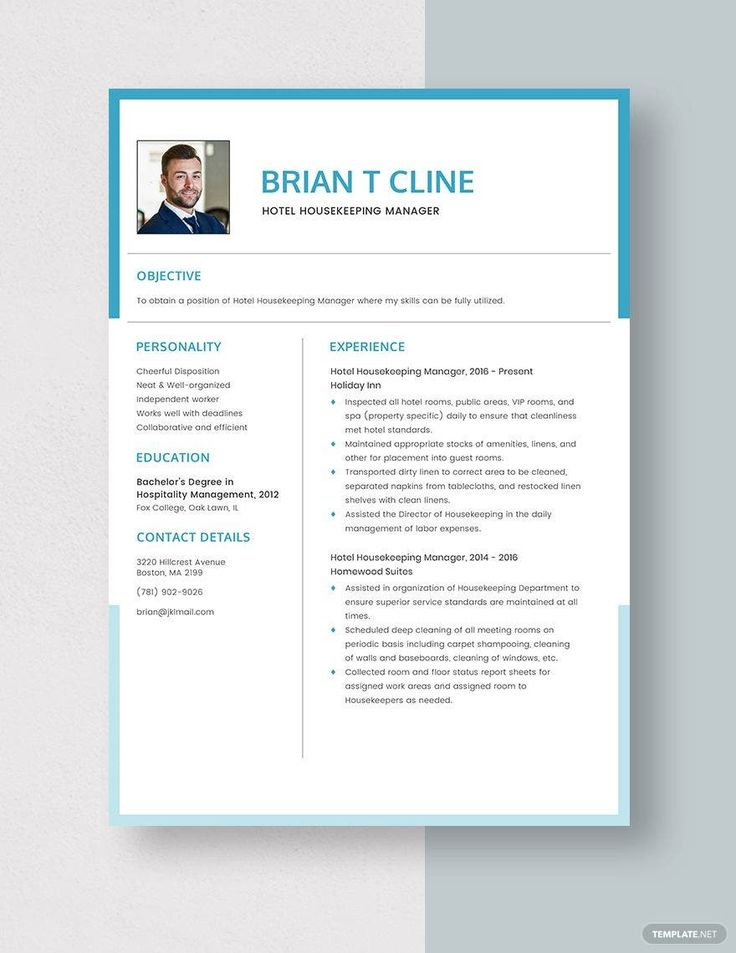 BRIAN T CLINE
HOTEL HOUSEKEEPING MANAGER
OBJECTIVE
To obtain a position of Hotel Housekeeping Manager where my skills can be fully utilized.
PERSONALITY
Cheerful Disposition
Neat & Well-organized
Independent worker
Works well with deadlines
Collaborative and efficient
EDUCATION
Bachelor's Degree in
Hospitality Management, 2012
Fox College, Oak Lawn, IL
CONTACT DETAILS
3220 Hillcrest Avenue
Boston, MA 2199
(781) 902-9026
brian@jklmail.com
EXPERIENCE
Hotel Housekeeping Manager, 2016 - Present
Holiday Inn
Inspected all hotel rooms, public areas, VIP rooms, and
spa (property specific) daily to ensure that cleanliness
met hotel standards.
Maintained appropriate stocks of amenities, linens, and
other for placement into guest rooms.
Transported dirty linen to correct area to be cleaned,
separated napkins from tablecloths, and restocked linen
shelves with clean linens.
Assisted the Director of Housekeeping in the daily
management of labor expenses.
Hotel Housekeeping Manager, 2014 - 2016
Homewood Suites
Assisted in organization of Housekeeping Department to
ensure superior service standards are maintained at all
times.
Scheduled deep cleaning of all meeting rooms on
periodic basis including carpet shampooing, cleaning
of walls and baseboards, cleaning of windows, etc.
Collected room and floor status report sheets for
assigned work areas and assigned room to
Housekeepers as needed.
TEMPLATE.NET